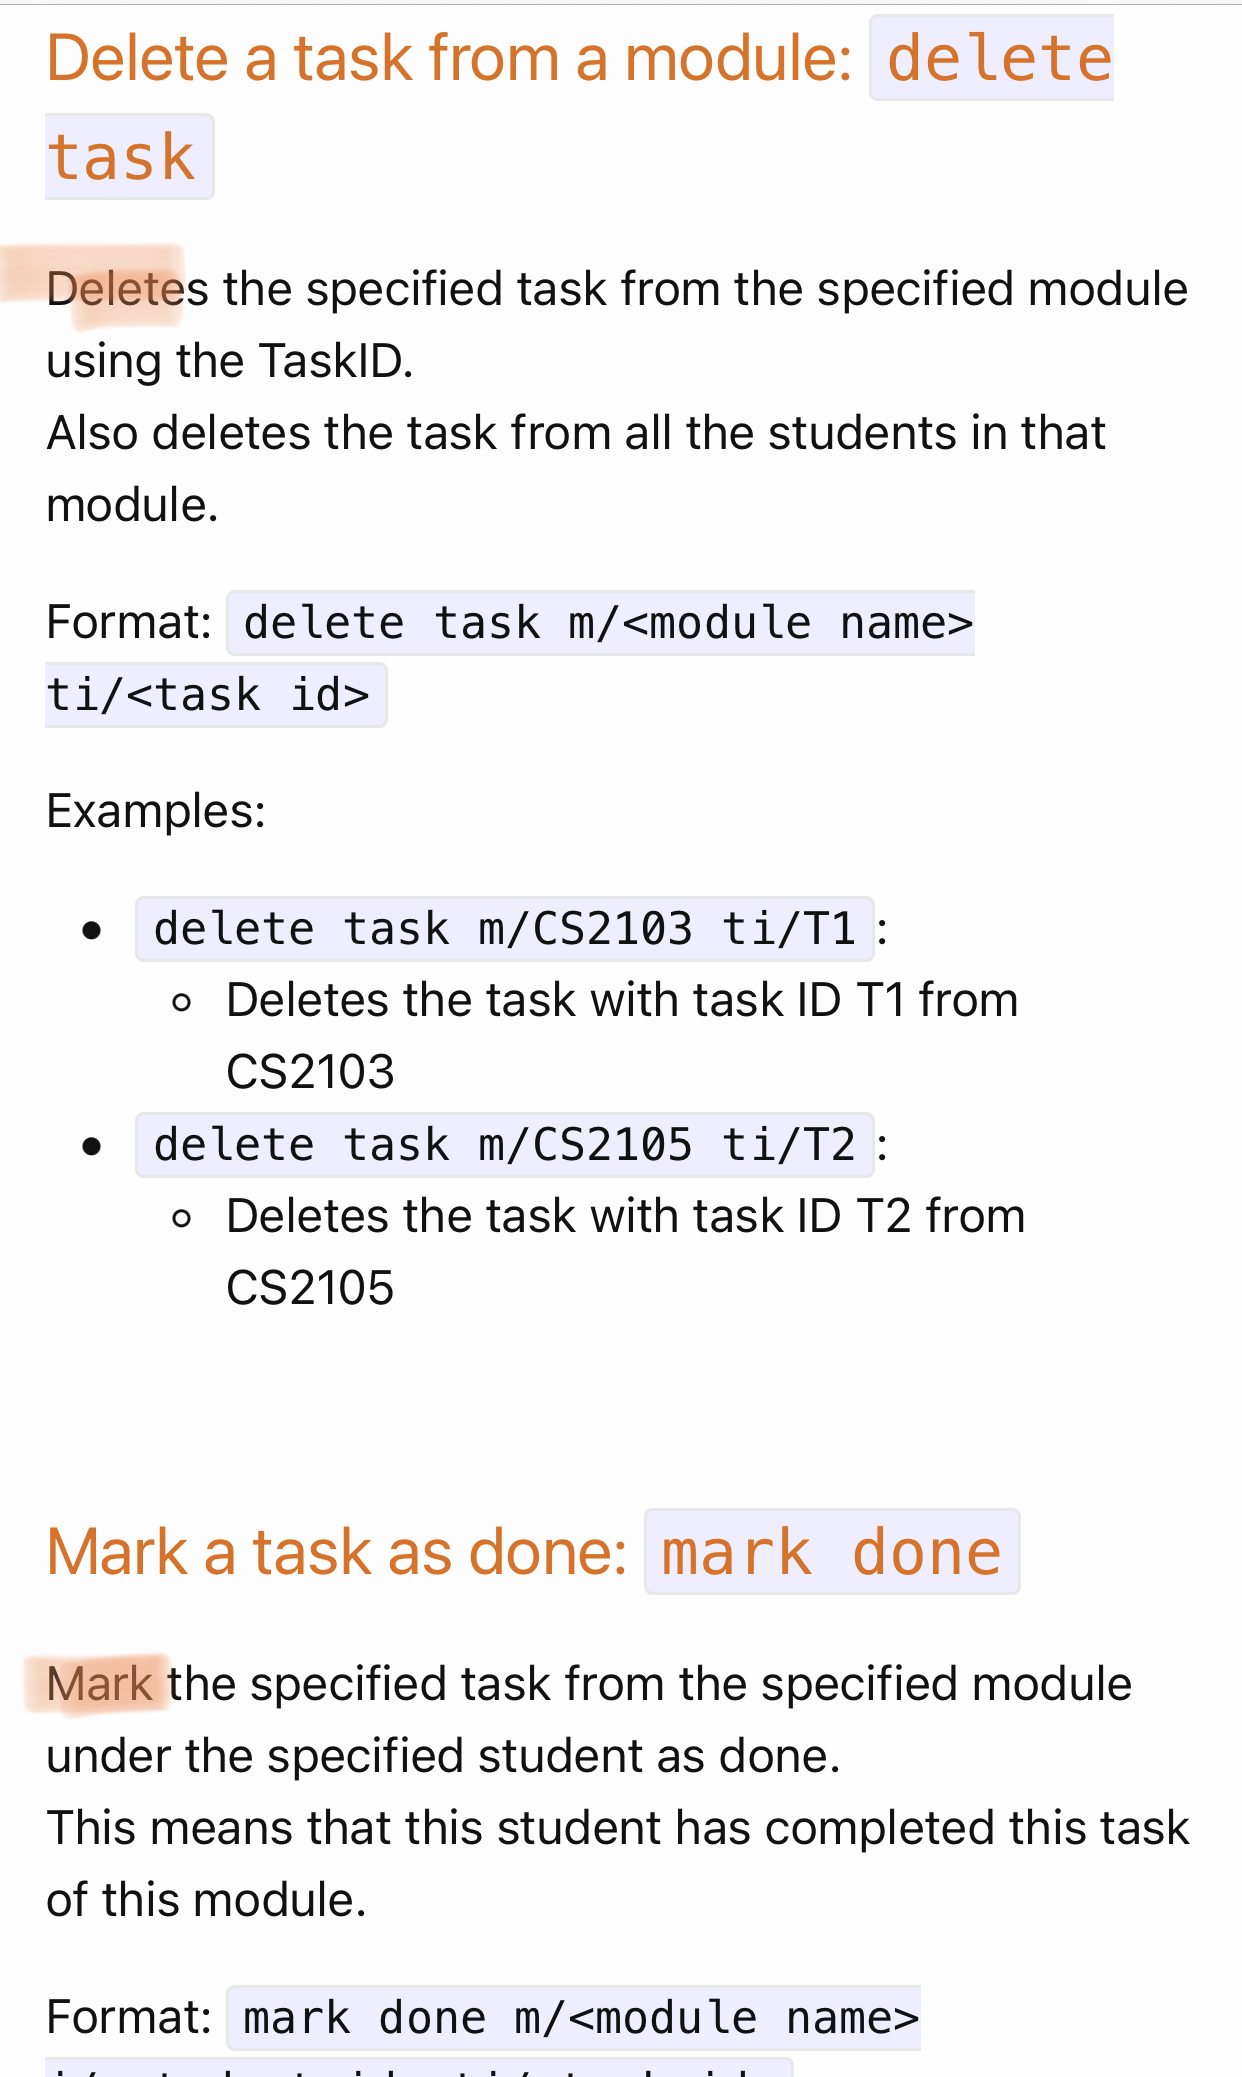 Delete a task from a module: delete
task
Deletes the specified task from the specified module
using the TaskID.
Also deletes the task from all the students in that
module.
Format: delete task m/<module name>
ti/<task id>
Examples:
• delete task m/CS2103 ti/T1 :
◦ Deletes the task with task ID T1 from
CS2103
• delete task m/CS2105 ti/T2 :
◦ Deletes the task with task ID T2 from
CS2105
Mark a task as done: mark done
Mark the specified task from the specified module
under the specified student as done.
This means that this student has completed this task
of this module.
Format: mark done m/<module name>